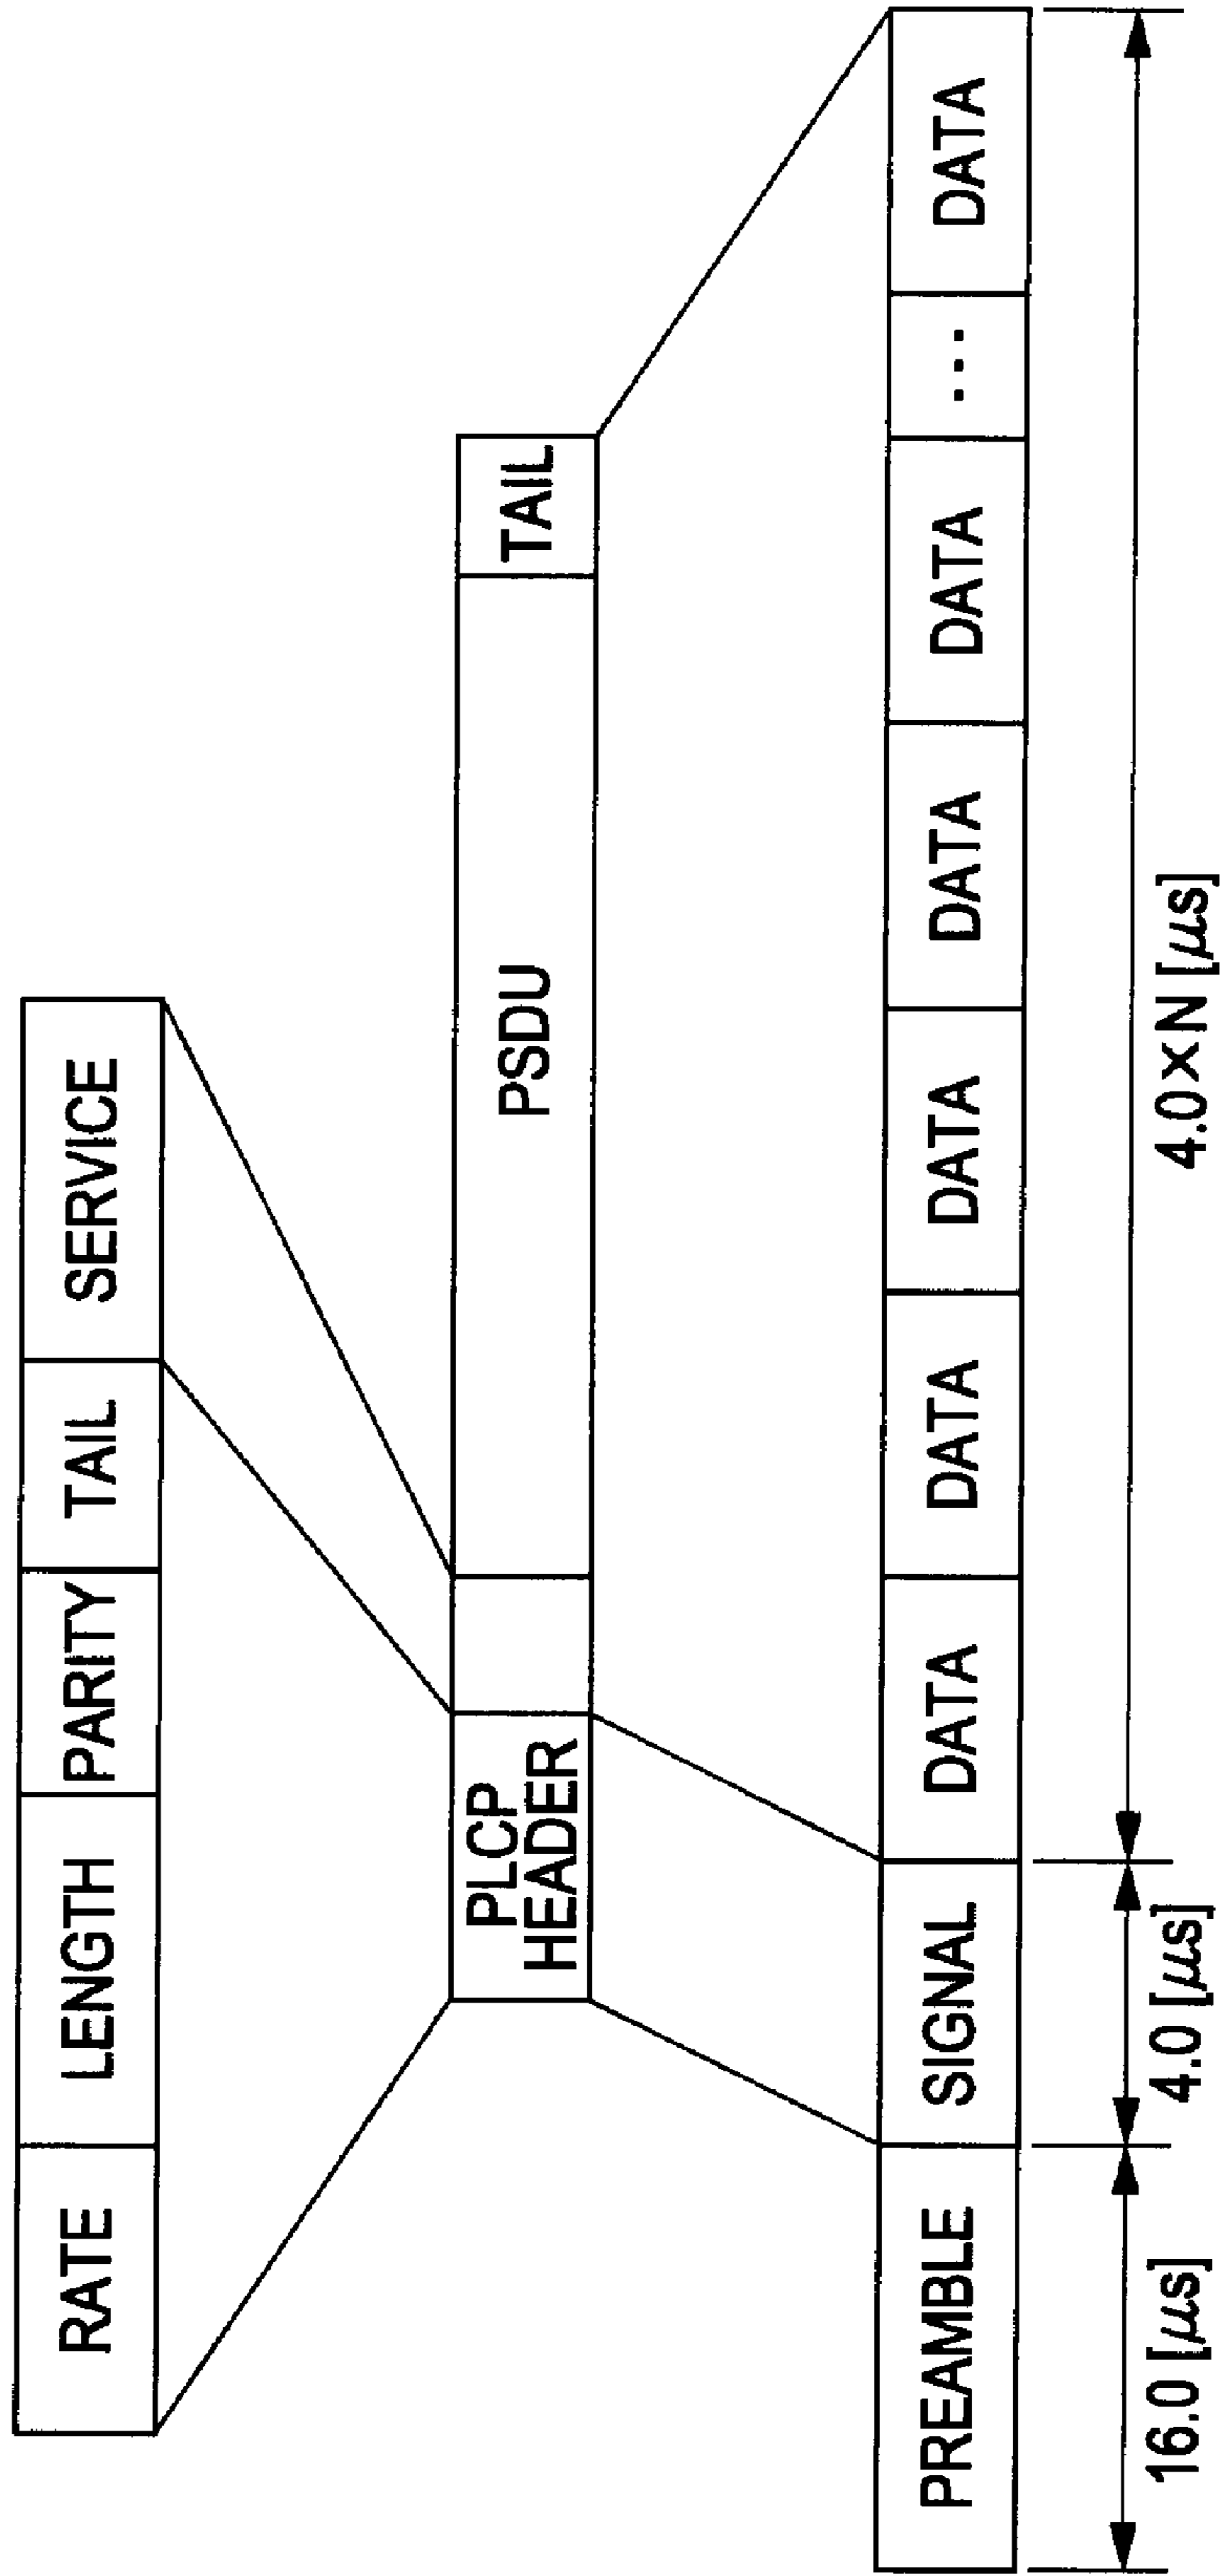 RATE LENGTH PARITY TAIL SERVICE
PLCP
HEADER
PSDU TAIL
PREAMBLE SIGNAL DATA DATA DATA DATA DATA ... DATA
16.0 [μs] 4.0 [μs] 4.0×N [μs]